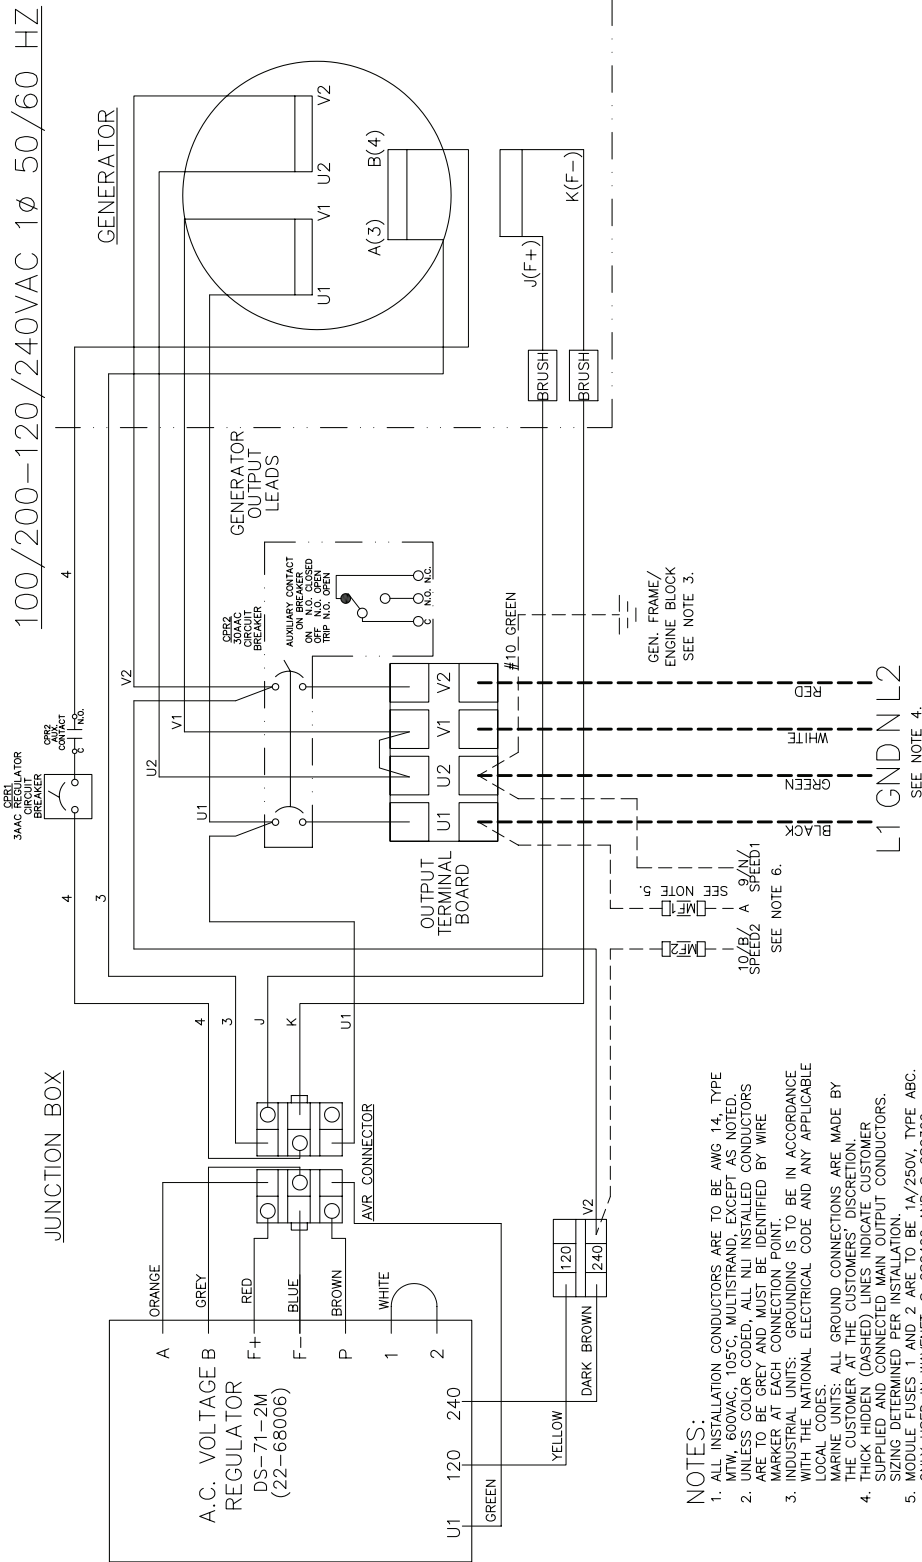 100/200-120/240VAC 1Ø 50/60 HZ
GENERATOR
V2
U2
V1
U1
B(4)
A(3)
K(F-)
J(F+)
BRUSH
BRUSH
GENERATOR
OUTPUT
LEADS
4
CPR2
AUX.
CONTACT
N.O.
C
CPR1
3AAC REGULATOR
CIRCUIT
BREAKER
V2
V1
U2
U1
CPR2
30AAC
CIRCUIT
BREAKER
AUXILIARY CONTACT
ON BREAKER
ON N.O. CLOSED
OFF N.O. OPEN
TRIP N.O. OPEN
C
N.O.
N.C.
#10 GREEN
GEN. FRAME/
ENGINE BLOCK
SEE NOTE 3.
U1
U2
V1
V2
OUTPUT
TERMINAL
BOARD
RED
WHITE
GREEN
BLACK
L1 GND N L2
SEE NOTE 4.
SEE NOTE 5.
MF1
MF2
10/B/
SPEED2
A
9/N/
SPEED1
SEE NOTE 6.
4
3
JUNCTION BOX
4
3
J
K
U1
AVR CONNECTOR
ORANGE
GREY
RED
BLUE
BROWN
WHITE
A
B
F+
F-
P
1
2
A.C. VOLTAGE
REGULATOR
DS-71-2M
(22-68006)
U1
120
240
GREEN
YELLOW
DARK BROWN
120
240
V2
NOTES:
1. ALL INSTALLATION CONDUCTORS ARE TO BE AWG 14, TYPE
MTW, 600VAC, 105°C, MULTISTRAND, EXCEPT AS NOTED.
2. UNLESS COLOR CODED, ALL NLI INSTALLED CONDUCTORS
ARE TO BE GREY AND MUST BE IDENTIFIED BY WIRE
MARKER AT EACH CONNECTION POINT.
3. INDUSTRIAL UNITS: GROUNDING IS TO BE IN ACCORDANCE
WITH THE NATIONAL ELECTRICAL CODE AND ANY APPLICABLE
LOCAL CODES.
MARINE UNITS: ALL GROUND CONNECTIONS ARE MADE BY
THE CUSTOMER AT THE CUSTOMERS' DISCRETION.
4. THICK HIDDEN (DASHED) LINES INDICATE CUSTOMER
SUPPLIED AND CONNECTED MAIN OUTPUT CONDUCTORS.
SIZING DETERMINED PER INSTALLATION.
5. MODULE FUSES 1 AND 2 ARE TO BE 1A/250V, TYPE ABC.